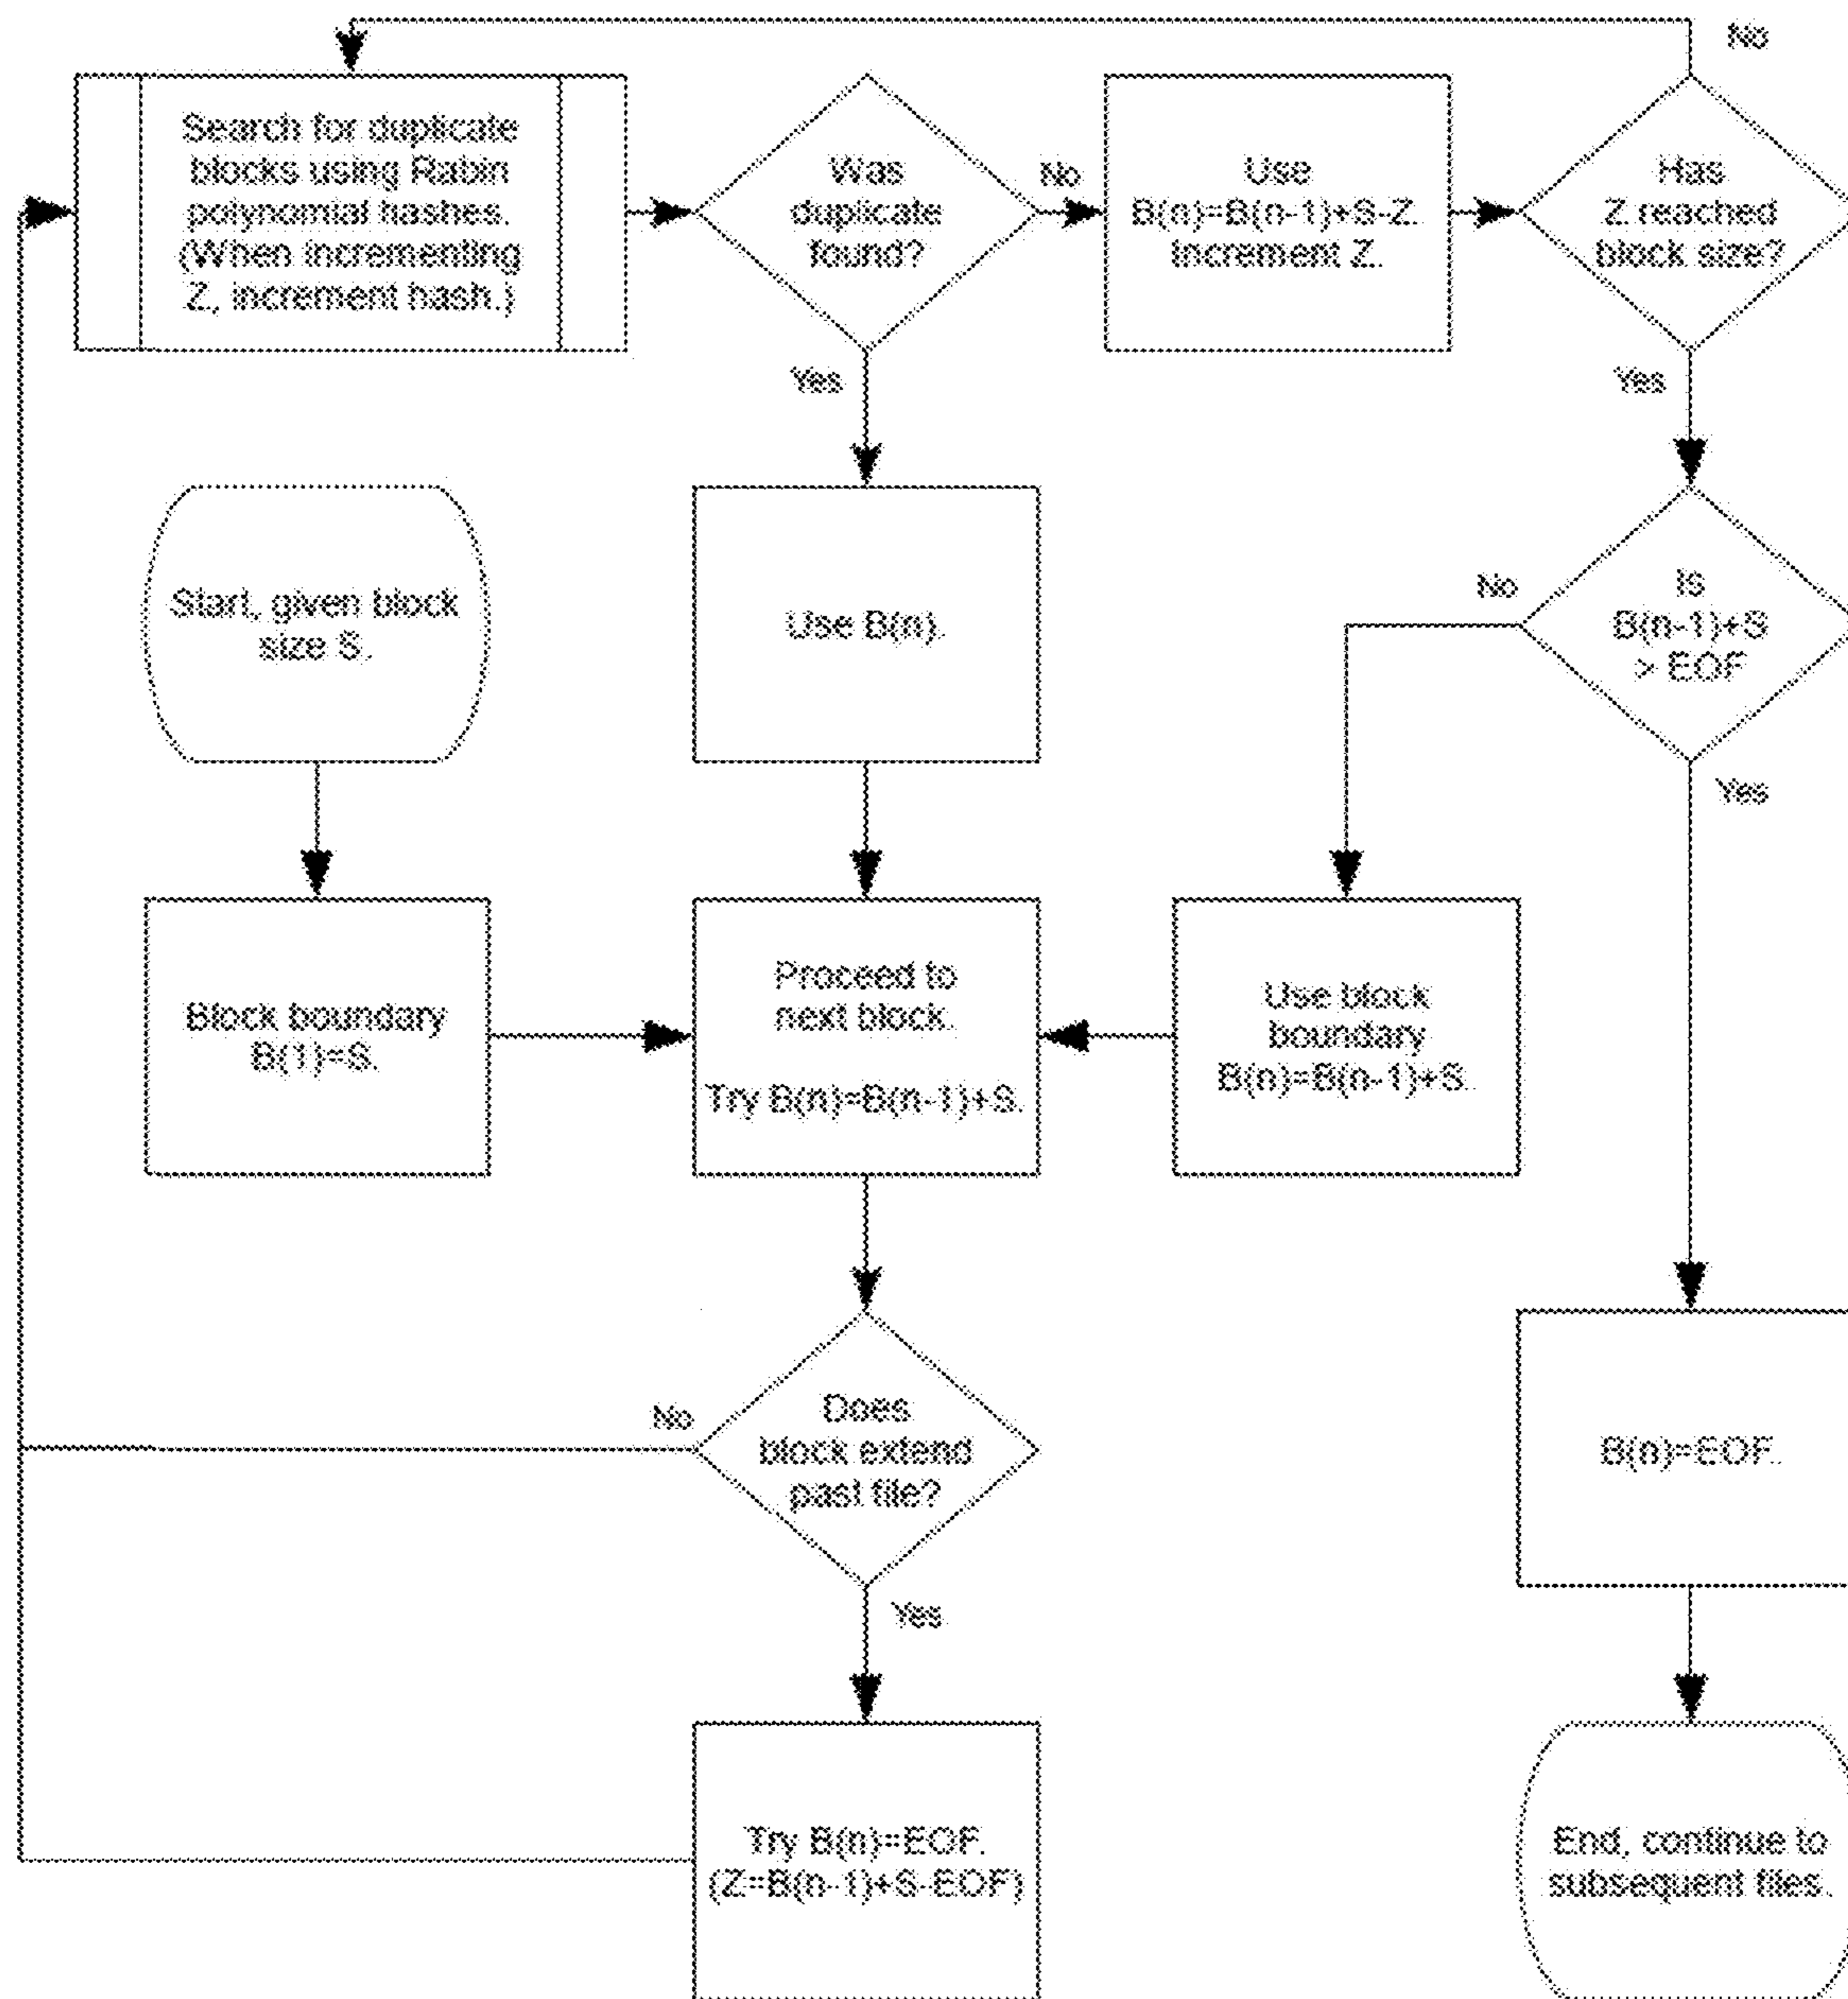 No
Search for duplicate
blocks using Rabin
polynomial hashes.
(When incrementing
Z, increment hash.)
Was
duplicate
found?
No
Use
B(n)=B(n-1)+S-Z.
Increment Z.
Has
Z reached
block size?
Yes
Yes
Start, given block
size S.
Use B(n).
No
Is
B(n-1)+S
> EOF
Yes
Block boundary
B(1)=S.
Proceed to
next block.
Try B(n)=B(n-1)+S.
Use block
boundary
B(n)=B(n-1)+S.
No
Does
block extend
past file?
Yes
B(n)=EOF.
Try B(n)=EOF.
(Z=B(n-1)+S-EOF)
End, continue to
subsequent files.